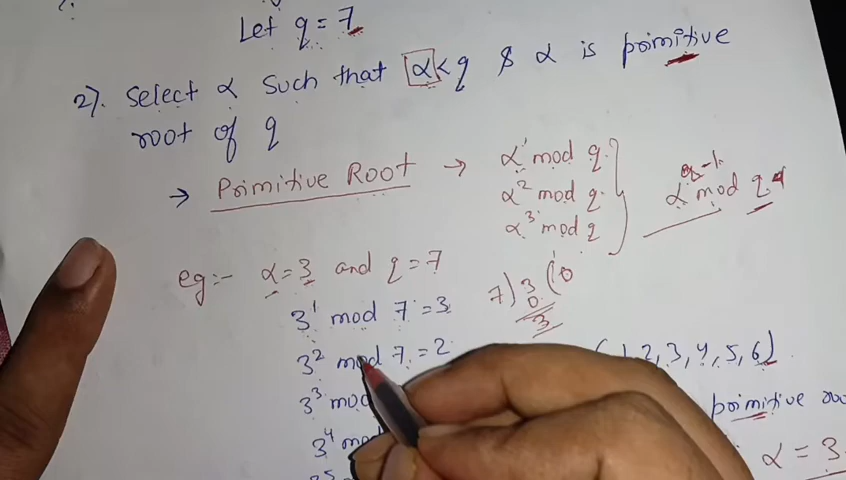 Let q = 7
2). Select α Such that α < q & α is primitive
root of q
→ Primitive Root → α¹ mod q.
α² mod q.
α³ mod q
α^q-1 mod q.
eg:- α = 3 and q = 7
7) 3 (0
0
3
3¹ mod 7 = 3
3² mod 7 = 2
1, 2, 3, 4, 5, 6)
3³ mod
primitive
3⁴ mod
α = 3